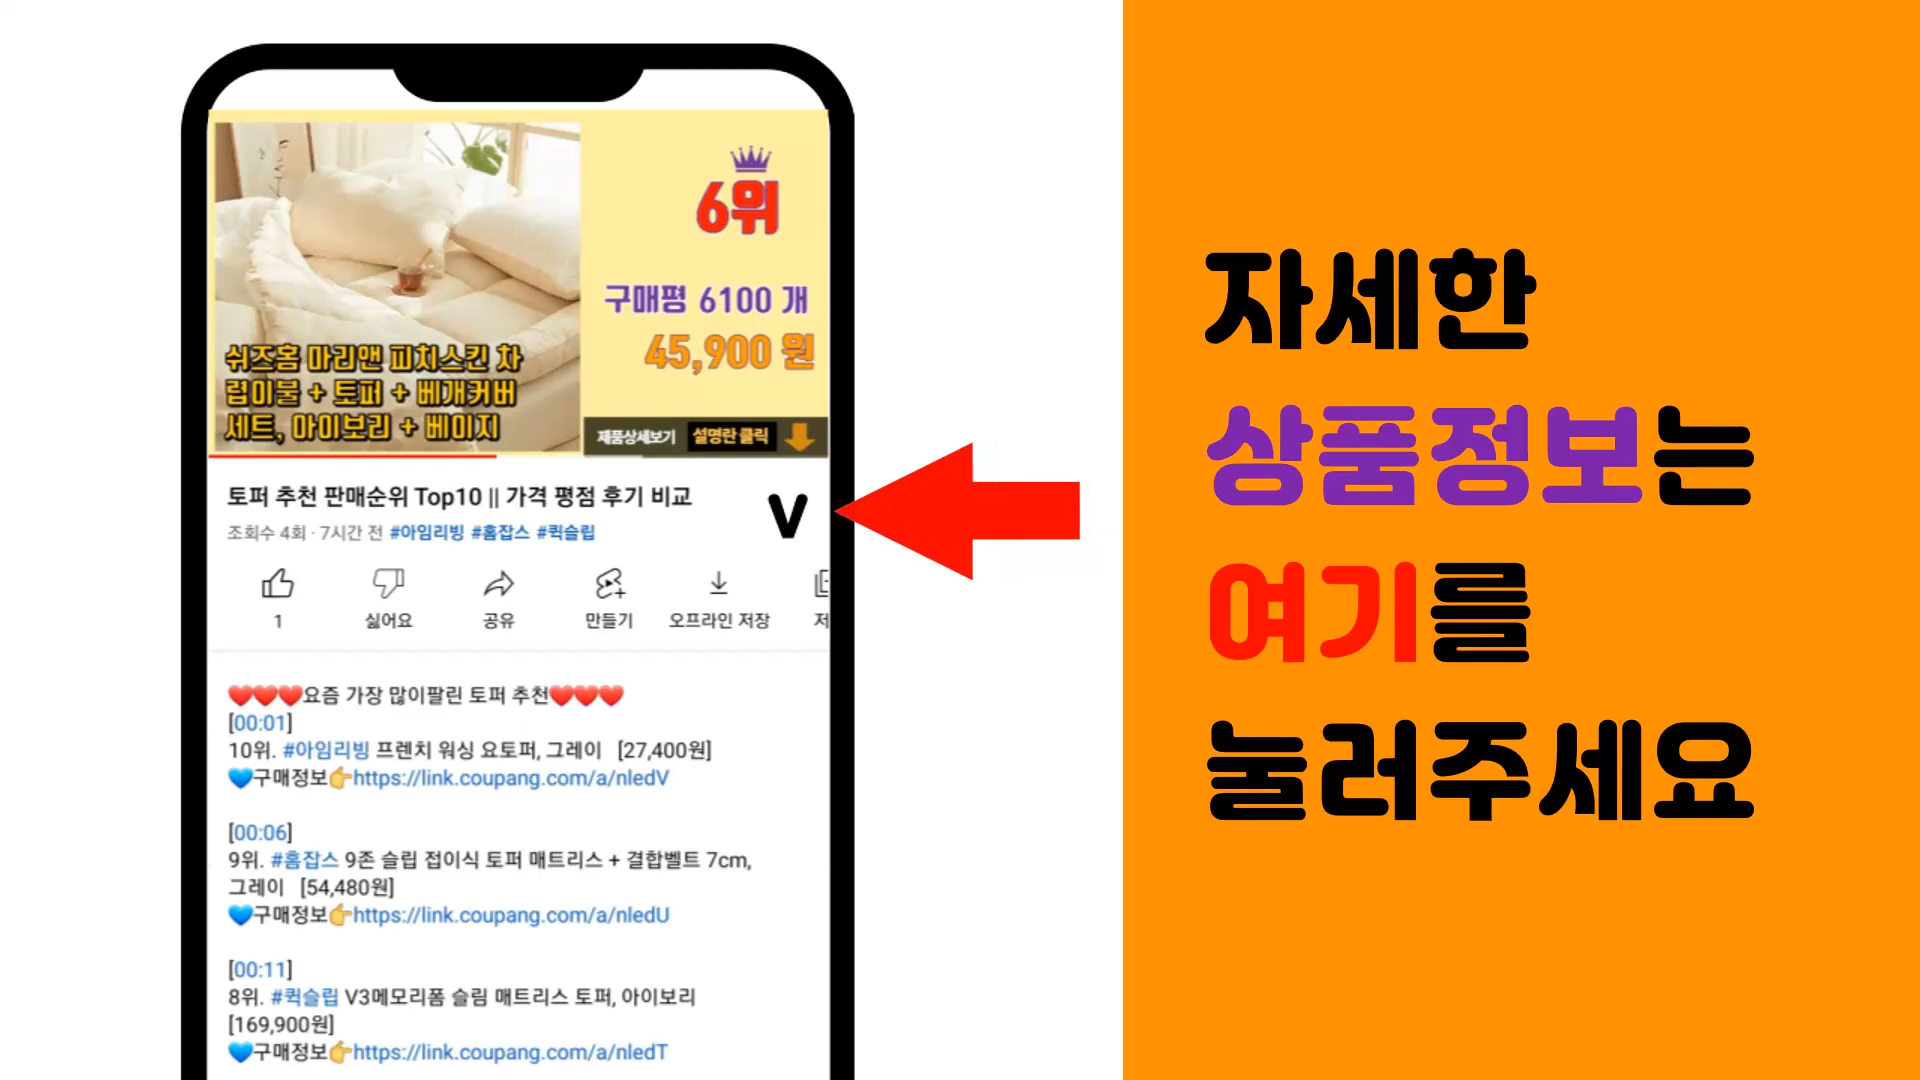 6위
구매평 6100 개
45,900 원
쉬즈홈 마리앤 피치스킨 차
렵이불 + 토퍼 + 베개커버
세트, 아이보리 + 베이지
제품상세보기 설명란 클릭
토퍼 추천 판매순위 Top10 || 가격 평점 후기 비교
V
조회수 4회 · 7시간 전 #아임리빙 #홈잡스 #퀵슬립
1 싫어요 공유 만들기 오프라인 저장 저
❤️❤️❤️요즘 가장 많이팔린 토퍼 추천❤️❤️❤️
[00:01]
10위. #아임리빙 프렌치 워싱 요토퍼, 그레이 [27,400원]
💙구매정보👉https://link.coupang.com/a/nledV
[00:06]
9위. #홈잡스 9존 슬립 접이식 토퍼 매트리스 + 결합벨트 7cm,
그레이 [54,480원]
💙구매정보👉https://link.coupang.com/a/nledU
[00:11]
8위. #퀵슬립 V3메모리폼 슬림 매트리스 토퍼, 아이보리
[169,900원]
💙구매정보👉https://link.coupang.com/a/nledT
자세한
상품정보는
여기를
눌러주세요